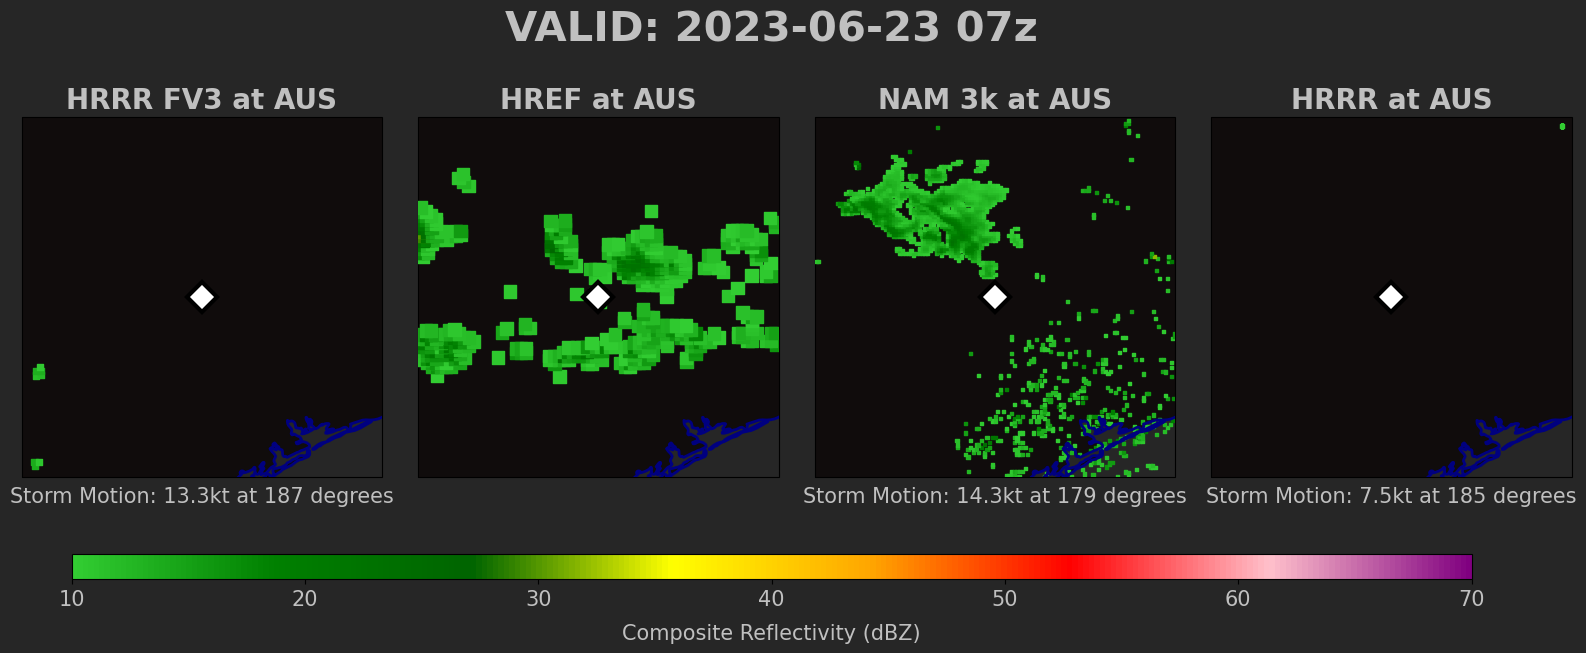 VALID: 2023-06-23 07z
HRRR FV3 at AUS
HREF at AUS
NAM 3k at AUS
HRRR at AUS
Storm Motion: 13.3kt at 187 degrees
Storm Motion: 14.3kt at 179 degrees
Storm Motion: 7.5kt at 185 degrees
10 20 30 40 50 60 70
Composite Reflectivity (dBZ)